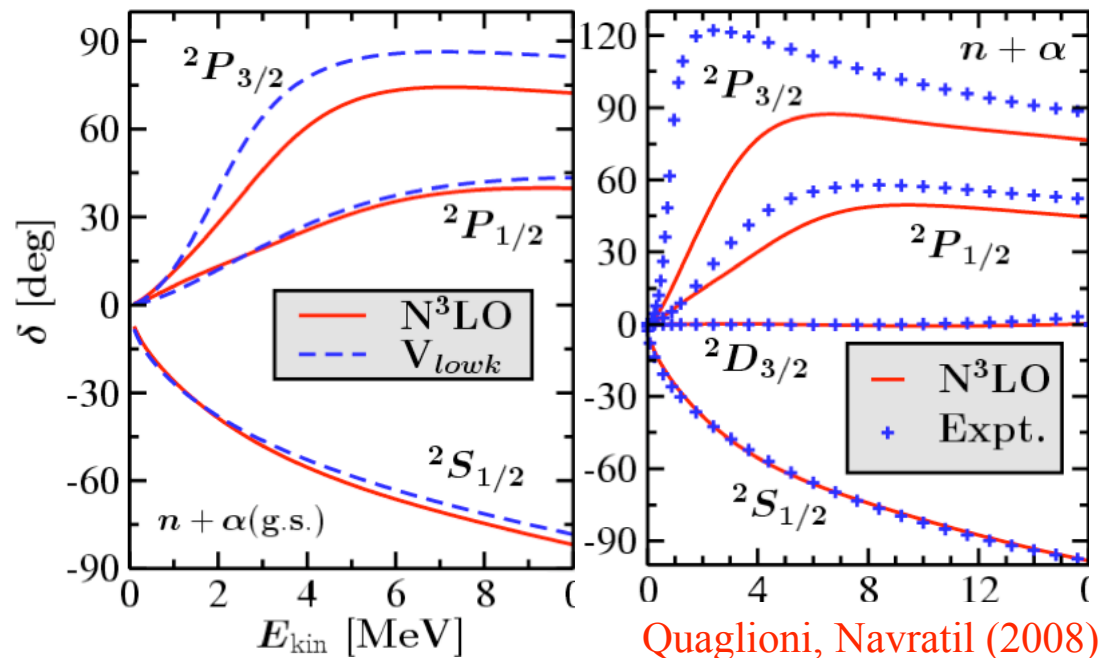 δ [deg]
90
60
30
0
-30
-60
-90
²P₃/₂
²P₁/₂
N³LO
V_lowk
²S₁/₂
n + α(g.s.)
0 2 4 6 8
E_kin [MeV]
120
90
60
30
0
-30
-60
-90
n + α
²P₃/₂
²P₁/₂
²D₃/₂
N³LO
Expt.
²S₁/₂
0 4 8 12
Quaglioni, Navratil (2008)